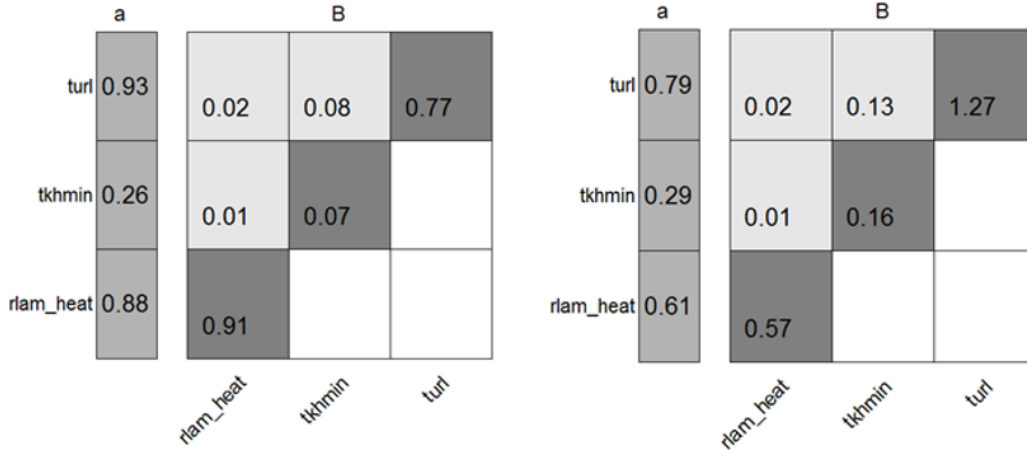 a B
turl 0.93 0.02 0.08 0.77
tkhmin 0.26 0.01 0.07
rlam_heat 0.88 0.91
rlam_heat tkhmin turl
a B
turl 0.79 0.02 0.13 1.27
tkhmin 0.29 0.01 0.16
rlam_heat 0.61 0.57
rlam_heat tkhmin turl